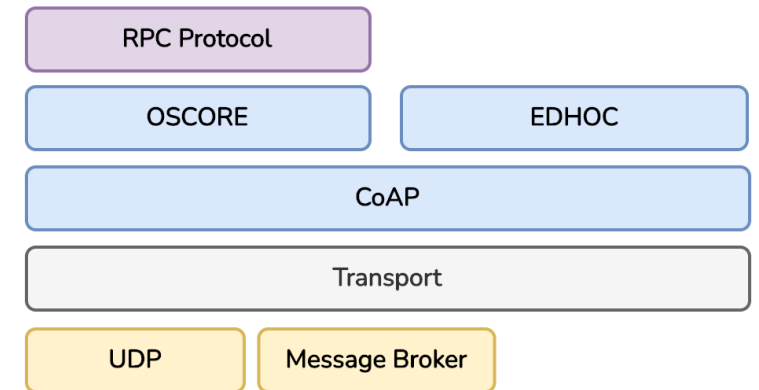 RPC Protocol
OSCORE
EDHOC
CoAP
Transport
UDP
Message Broker